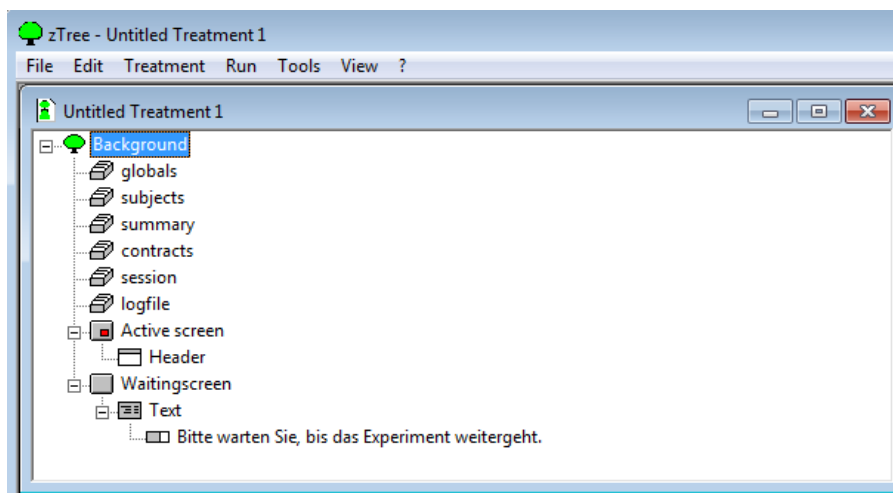 zTree - Untitled Treatment 1
File Edit Treatment Run Tools View ?
Untitled Treatment 1
Background
globals
subjects
summary
contracts
session
logfile
Active screen
Header
Waitingscreen
Text
Bitte warten Sie, bis das Experiment weitergeht.